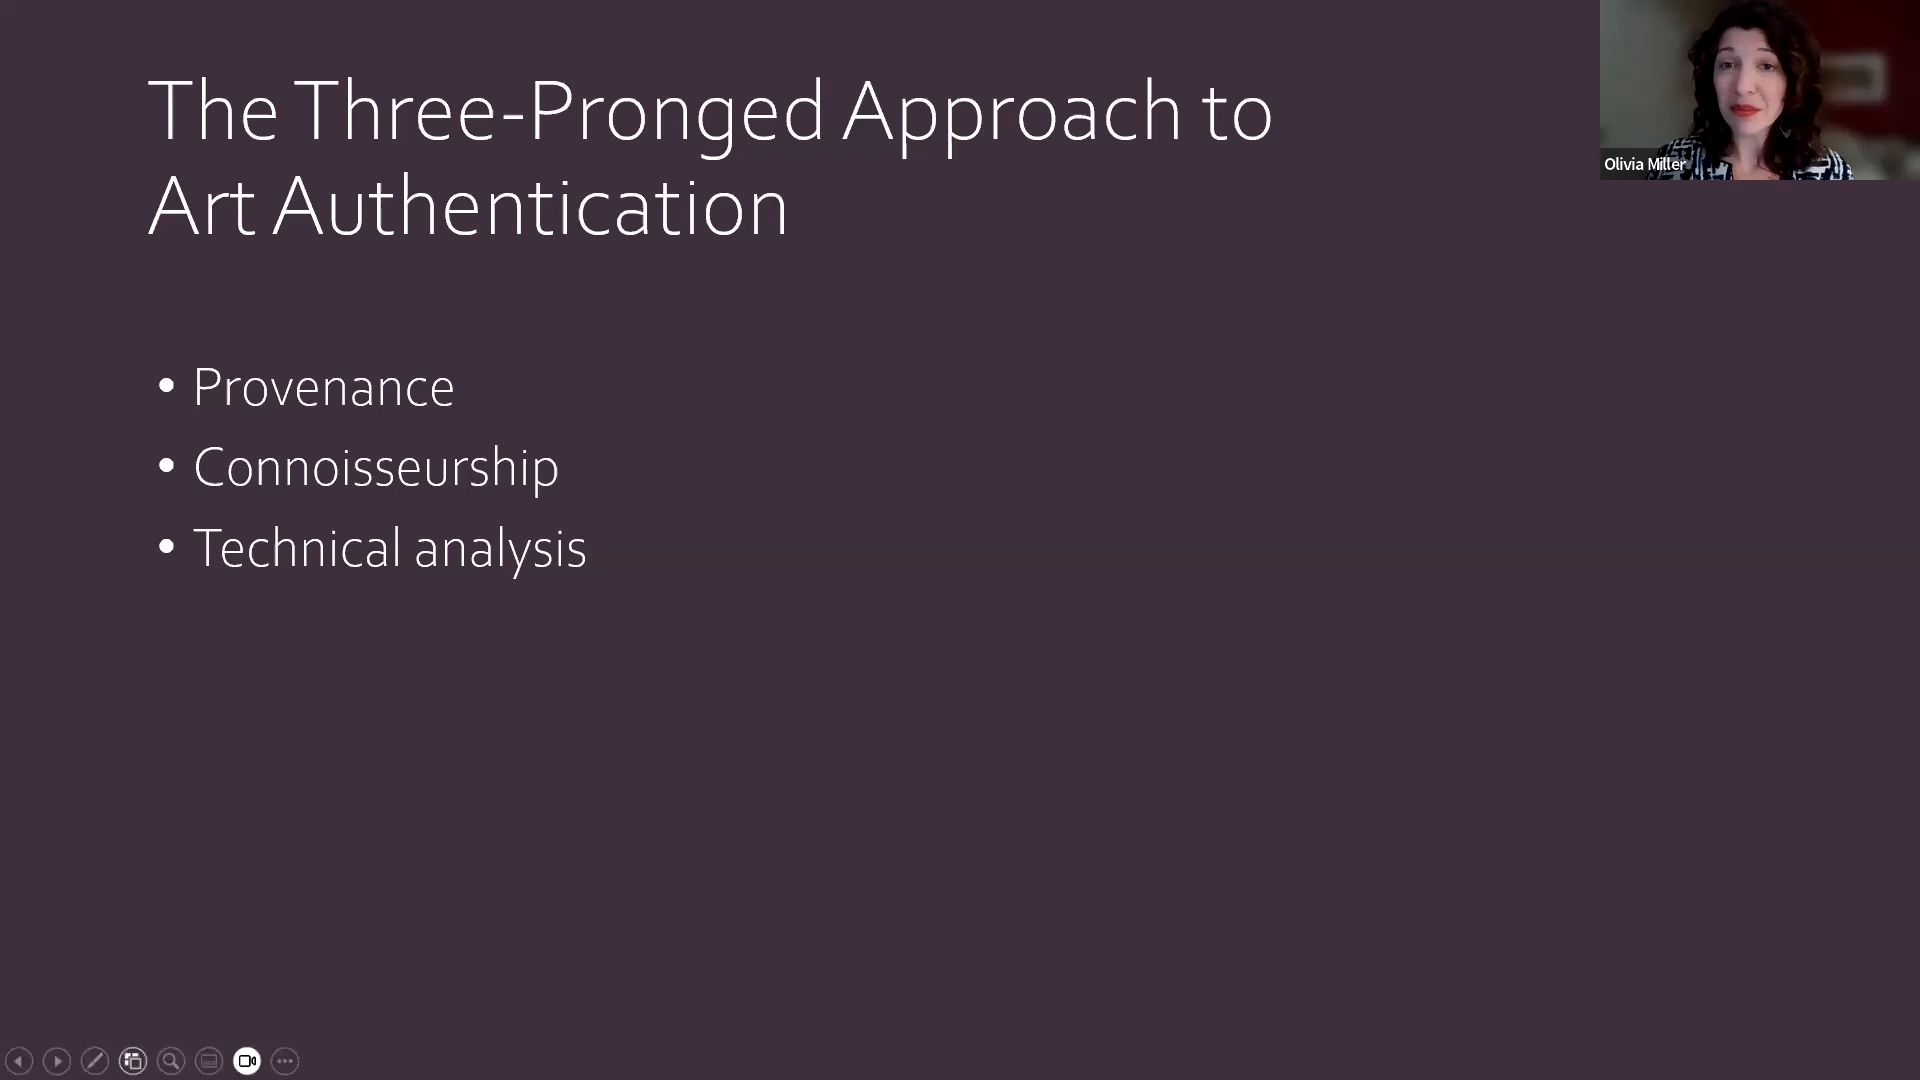 The Three-Pronged Approach to
Art Authentication
• Provenance
• Connoisseurship
• Technical analysis
Olivia Miller